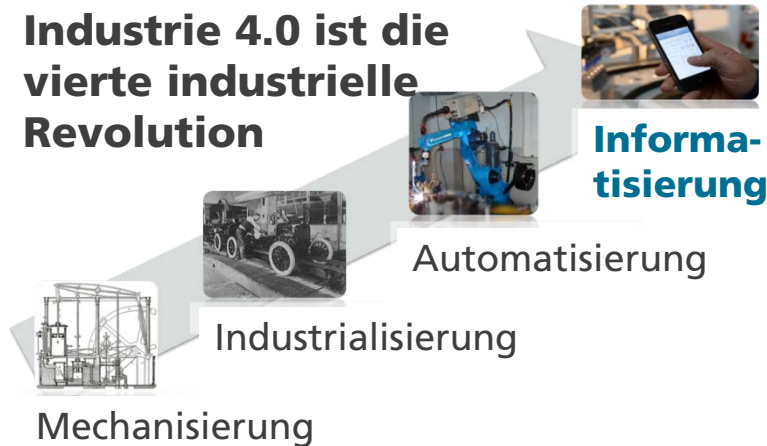 Industrie 4.0 ist die
vierte industrielle
Revolution
Informa-
tisierung
Automatisierung
Industrialisierung
Mechanisierung